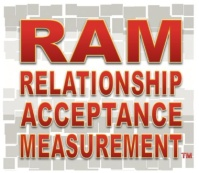 RAM
RELATIONSHIP
ACCEPTANCE
MEASUREMENT™